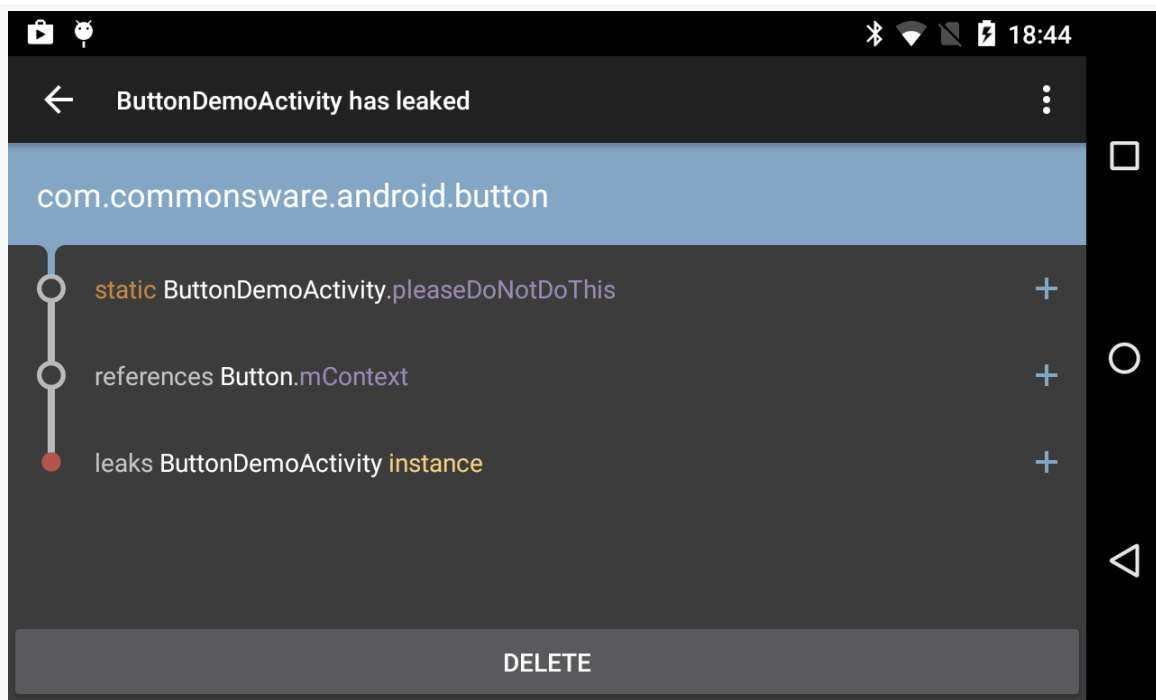 18:44
ButtonDemoActivity has leaked
com.commonsware.android.button
static ButtonDemoActivity.pleaseDoNotDoThis
references Button.mContext
leaks ButtonDemoActivity instance
DELETE